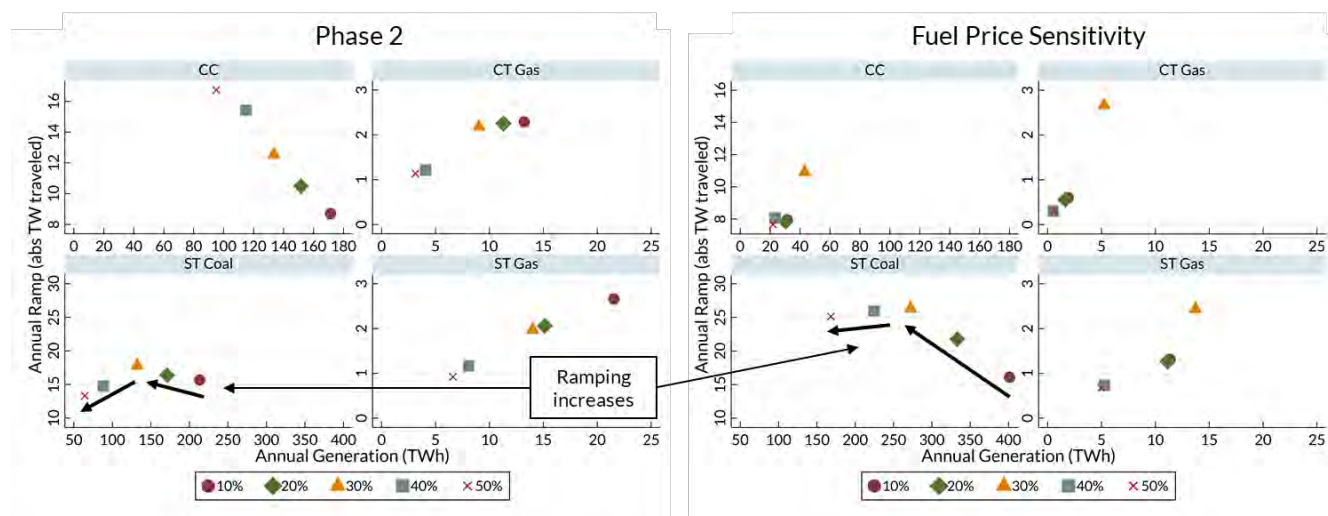 Phase 2
CC
CT Gas
Annual Ramp (abs TW traveled)
8 10 12 14 16
0 20 40 60 80 100 120 140 160 180
0 1 2 3
0 5 10 15 20 25
ST Coal
ST Gas
10 15 20 25 30
50 100 150 200 250 300 350 400
0 1 2 3
0 5 10 15 20 25
Annual Generation (TWh)
10% 20% 30% 40% 50%
Ramping
increases
Fuel Price Sensitivity
CC
CT Gas
Annual Ramp (abs TW traveled)
8 10 12 14 16
0 20 40 60 80 100 120 140 160 180
0 1 2 3
0 5 10 15 20 25
ST Coal
ST Gas
10 15 20 25 30
50 100 150 200 250 300 350 400
0 1 2 3
0 5 10 15 20 25
Annual Generation (TWh)
10% 20% 30% 40% 50%